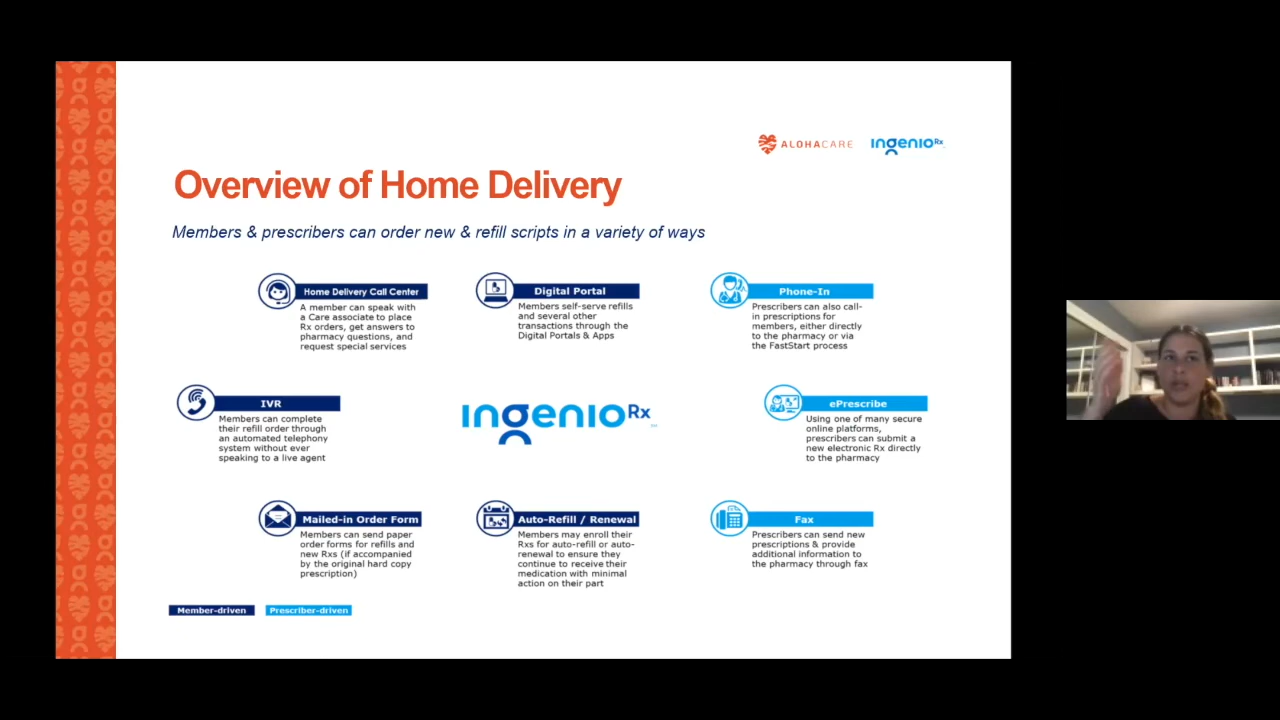 ALOHACARE
ingenioRx
Overview of Home Delivery
Members & prescribers can order new & refill scripts in a variety of ways
Home Delivery Call Center
A member can speak with
a Care associate to place
Rx orders, get answers to
pharmacy questions, and
request special services
Digital Portal
Members self-serve refills
and several other
transactions through the
Digital Portals & Apps
Phone-In
Prescribers can also call-
in prescriptions for
members, either directly
to the pharmacy or via
the FastStart process
IVR
Members can complete
their refill order through
an automated telephony
system without ever
speaking to a live agent
ingenioRx
ePrescribe
Using one of many secure
online platforms,
prescribers can submit a
new electronic Rx directly
to the pharmacy
Mailed-in Order Form
Members can send paper
order forms for refills and
new Rxs (if accompanied
by the original hard copy
prescription)
Auto-Refill / Renewal
Members may enroll their
Rxs for auto-refill or auto-
renewal to ensure they
continue to receive their
medication with minimal
action on their part
Fax
Prescribers can send new
prescriptions & provide
additional information to
the pharmacy through fax
Member-driven
Prescriber-driven